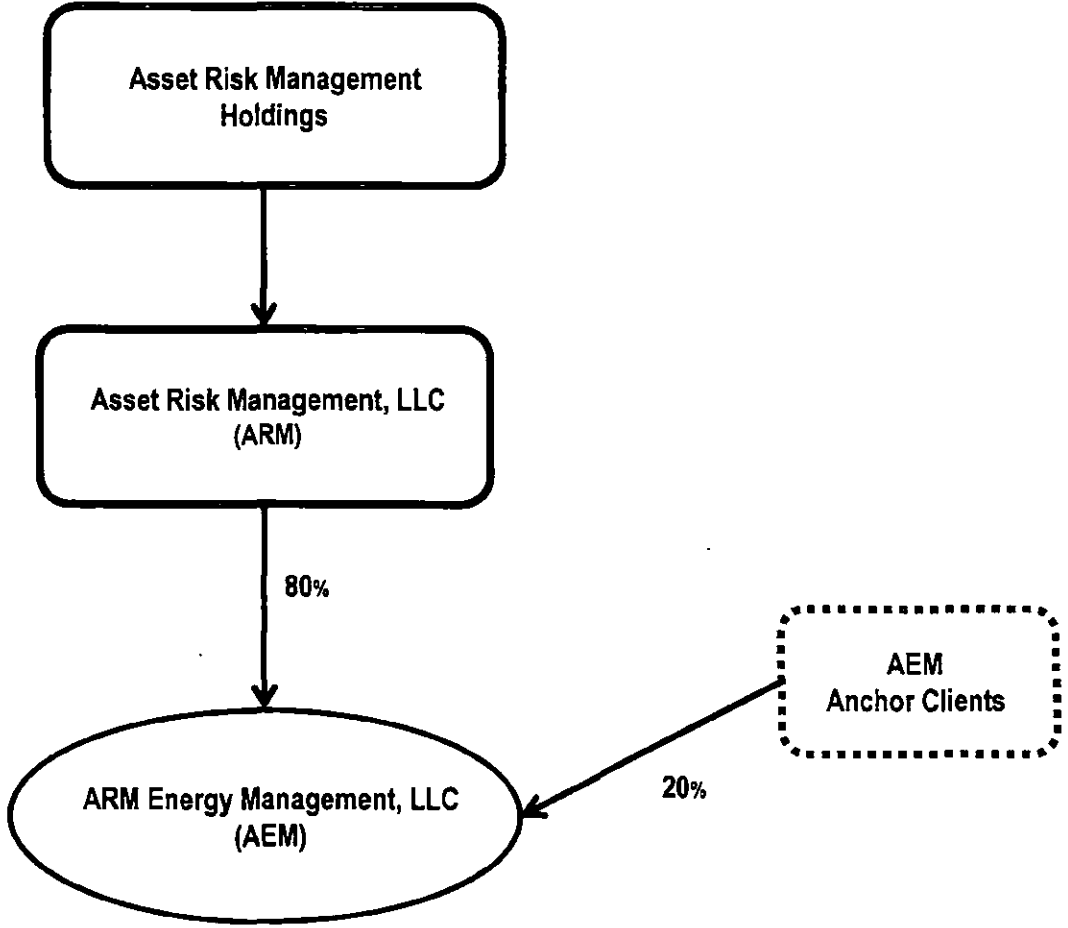 Asset Risk Management
Holdings
Asset Risk Management, LLC
(ARM)
80%
AEM
Anchor Clients
20%
ARM Energy Management, LLC
(AEM)